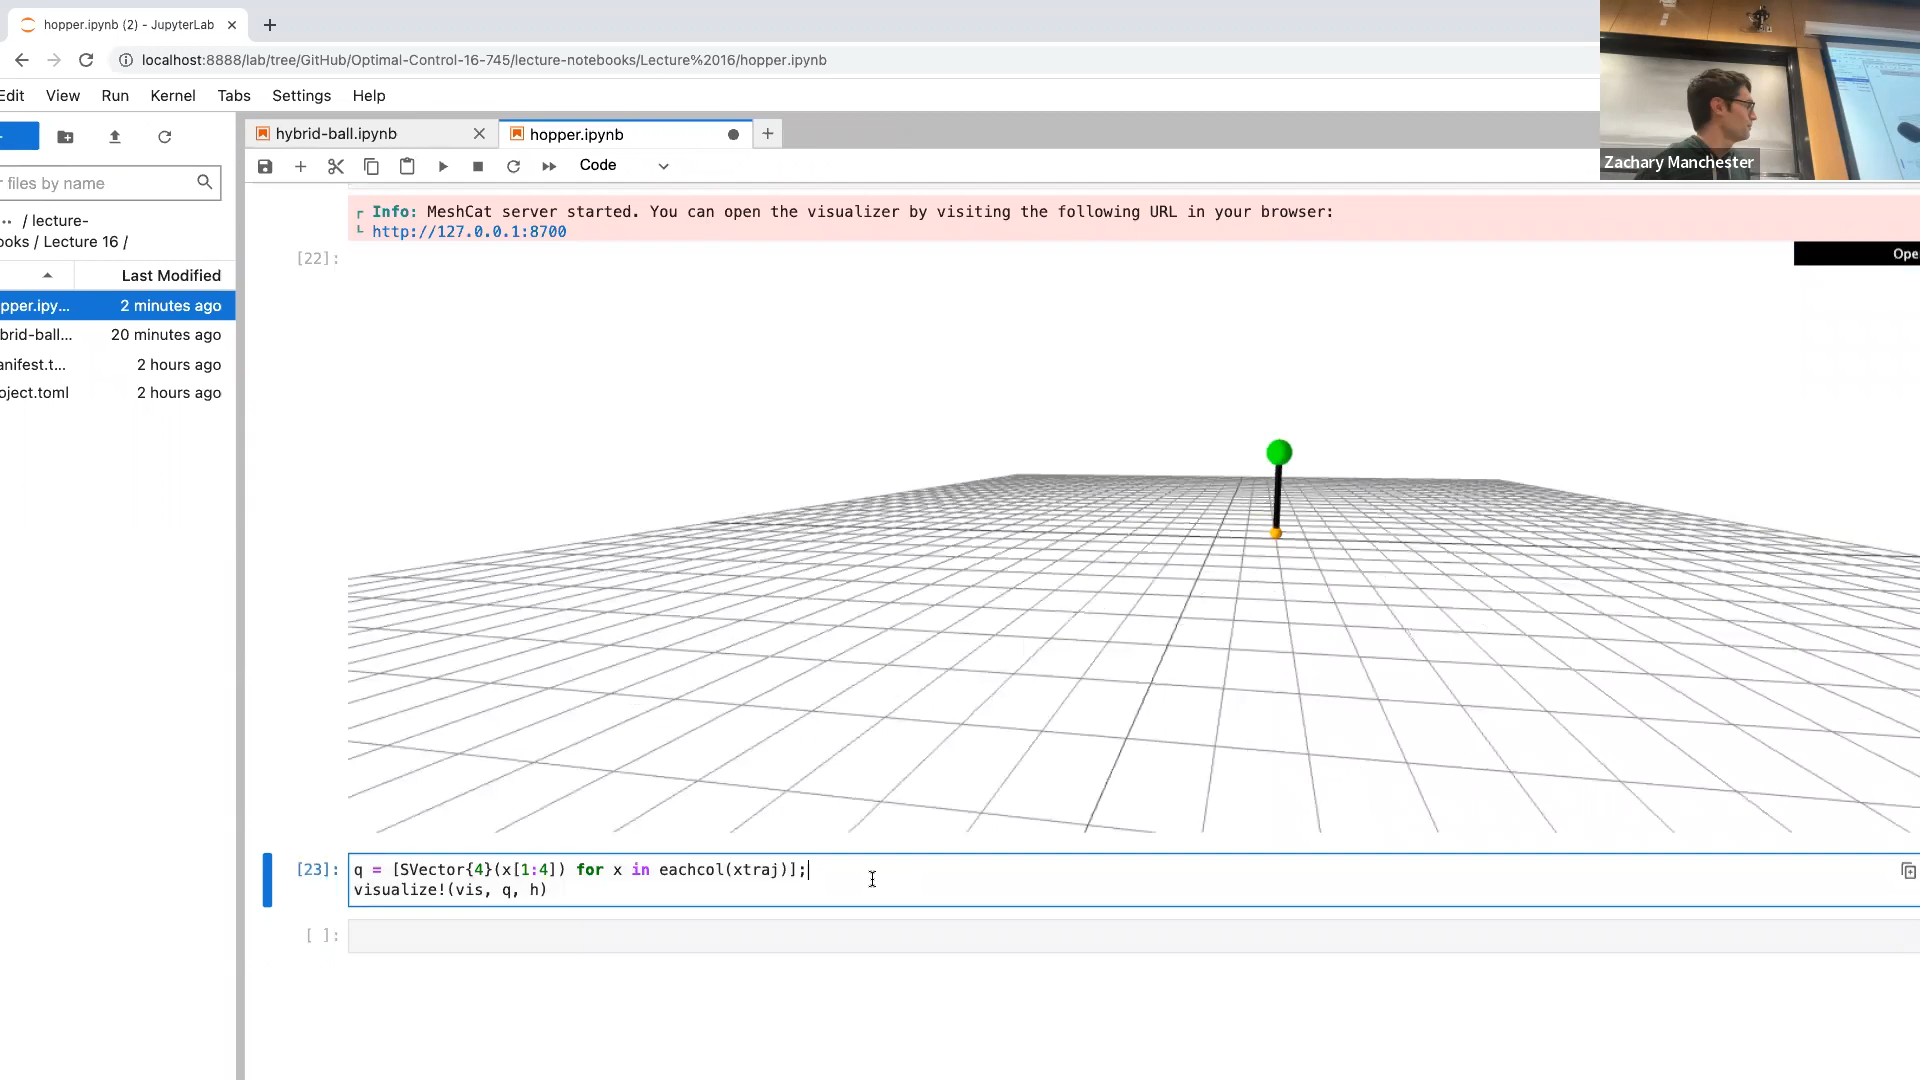 hopper.ipynb (2) - JupyterLab
localhost:8888/lab/tree/GitHub/Optimal-Control-16-745/lecture-notebooks/Lecture%2016/hopper.ipynb
Edit View Run Kernel Tabs Settings Help
Zachary Manchester
hybrid-ball.ipynb
hopper.ipynb
Code
r files by name
/ lecture-
ooks / Lecture 16 /
Last Modified
pper.ipy... 2 minutes ago
brid-ball... 20 minutes ago
anifest.t... 2 hours ago
oject.toml 2 hours ago
Info: MeshCat server started. You can open the visualizer by visiting the following URL in your browser:
http://127.0.0.1:8700
[22]:
Ope
[23]:
q = [SVector{4}(x[1:4]) for x in eachcol(xtraj)];
visualize!(vis, q, h)
[ ]: